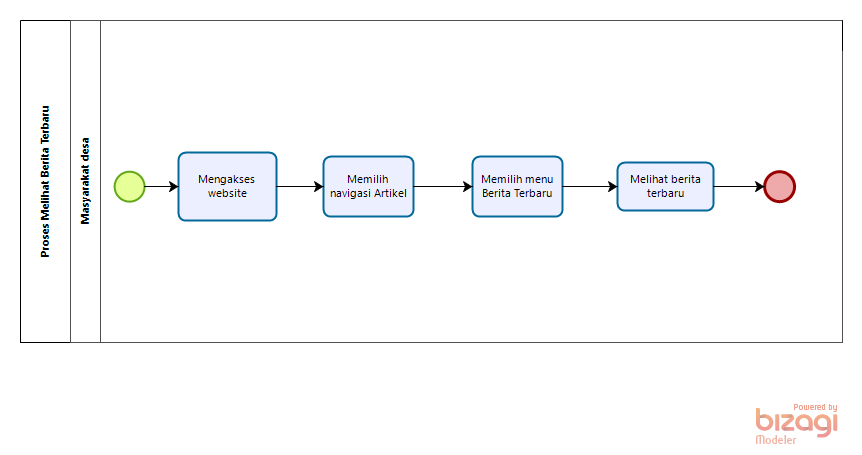 Proses Melihat Berita Terbaru
Masyarakat desa
Mengakses
website
Memilih
navigasi Artikel
Memilih menu
Berita Terbaru
Melihat berita
terbaru
Powered by
bizagi
Modeler